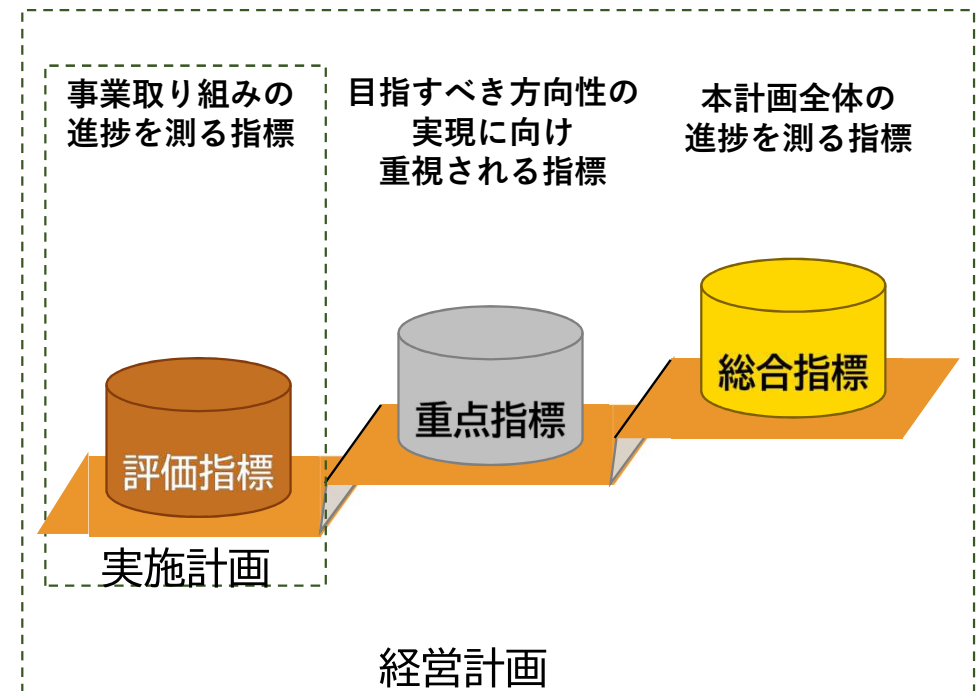 事業取り組みの
進捗を測る指標
目指すべき方向性の
実現に向け
重視される指標
本計画全体の
進捗を測る指標
評価指標
重点指標
総合指標
実施計画
経営計画